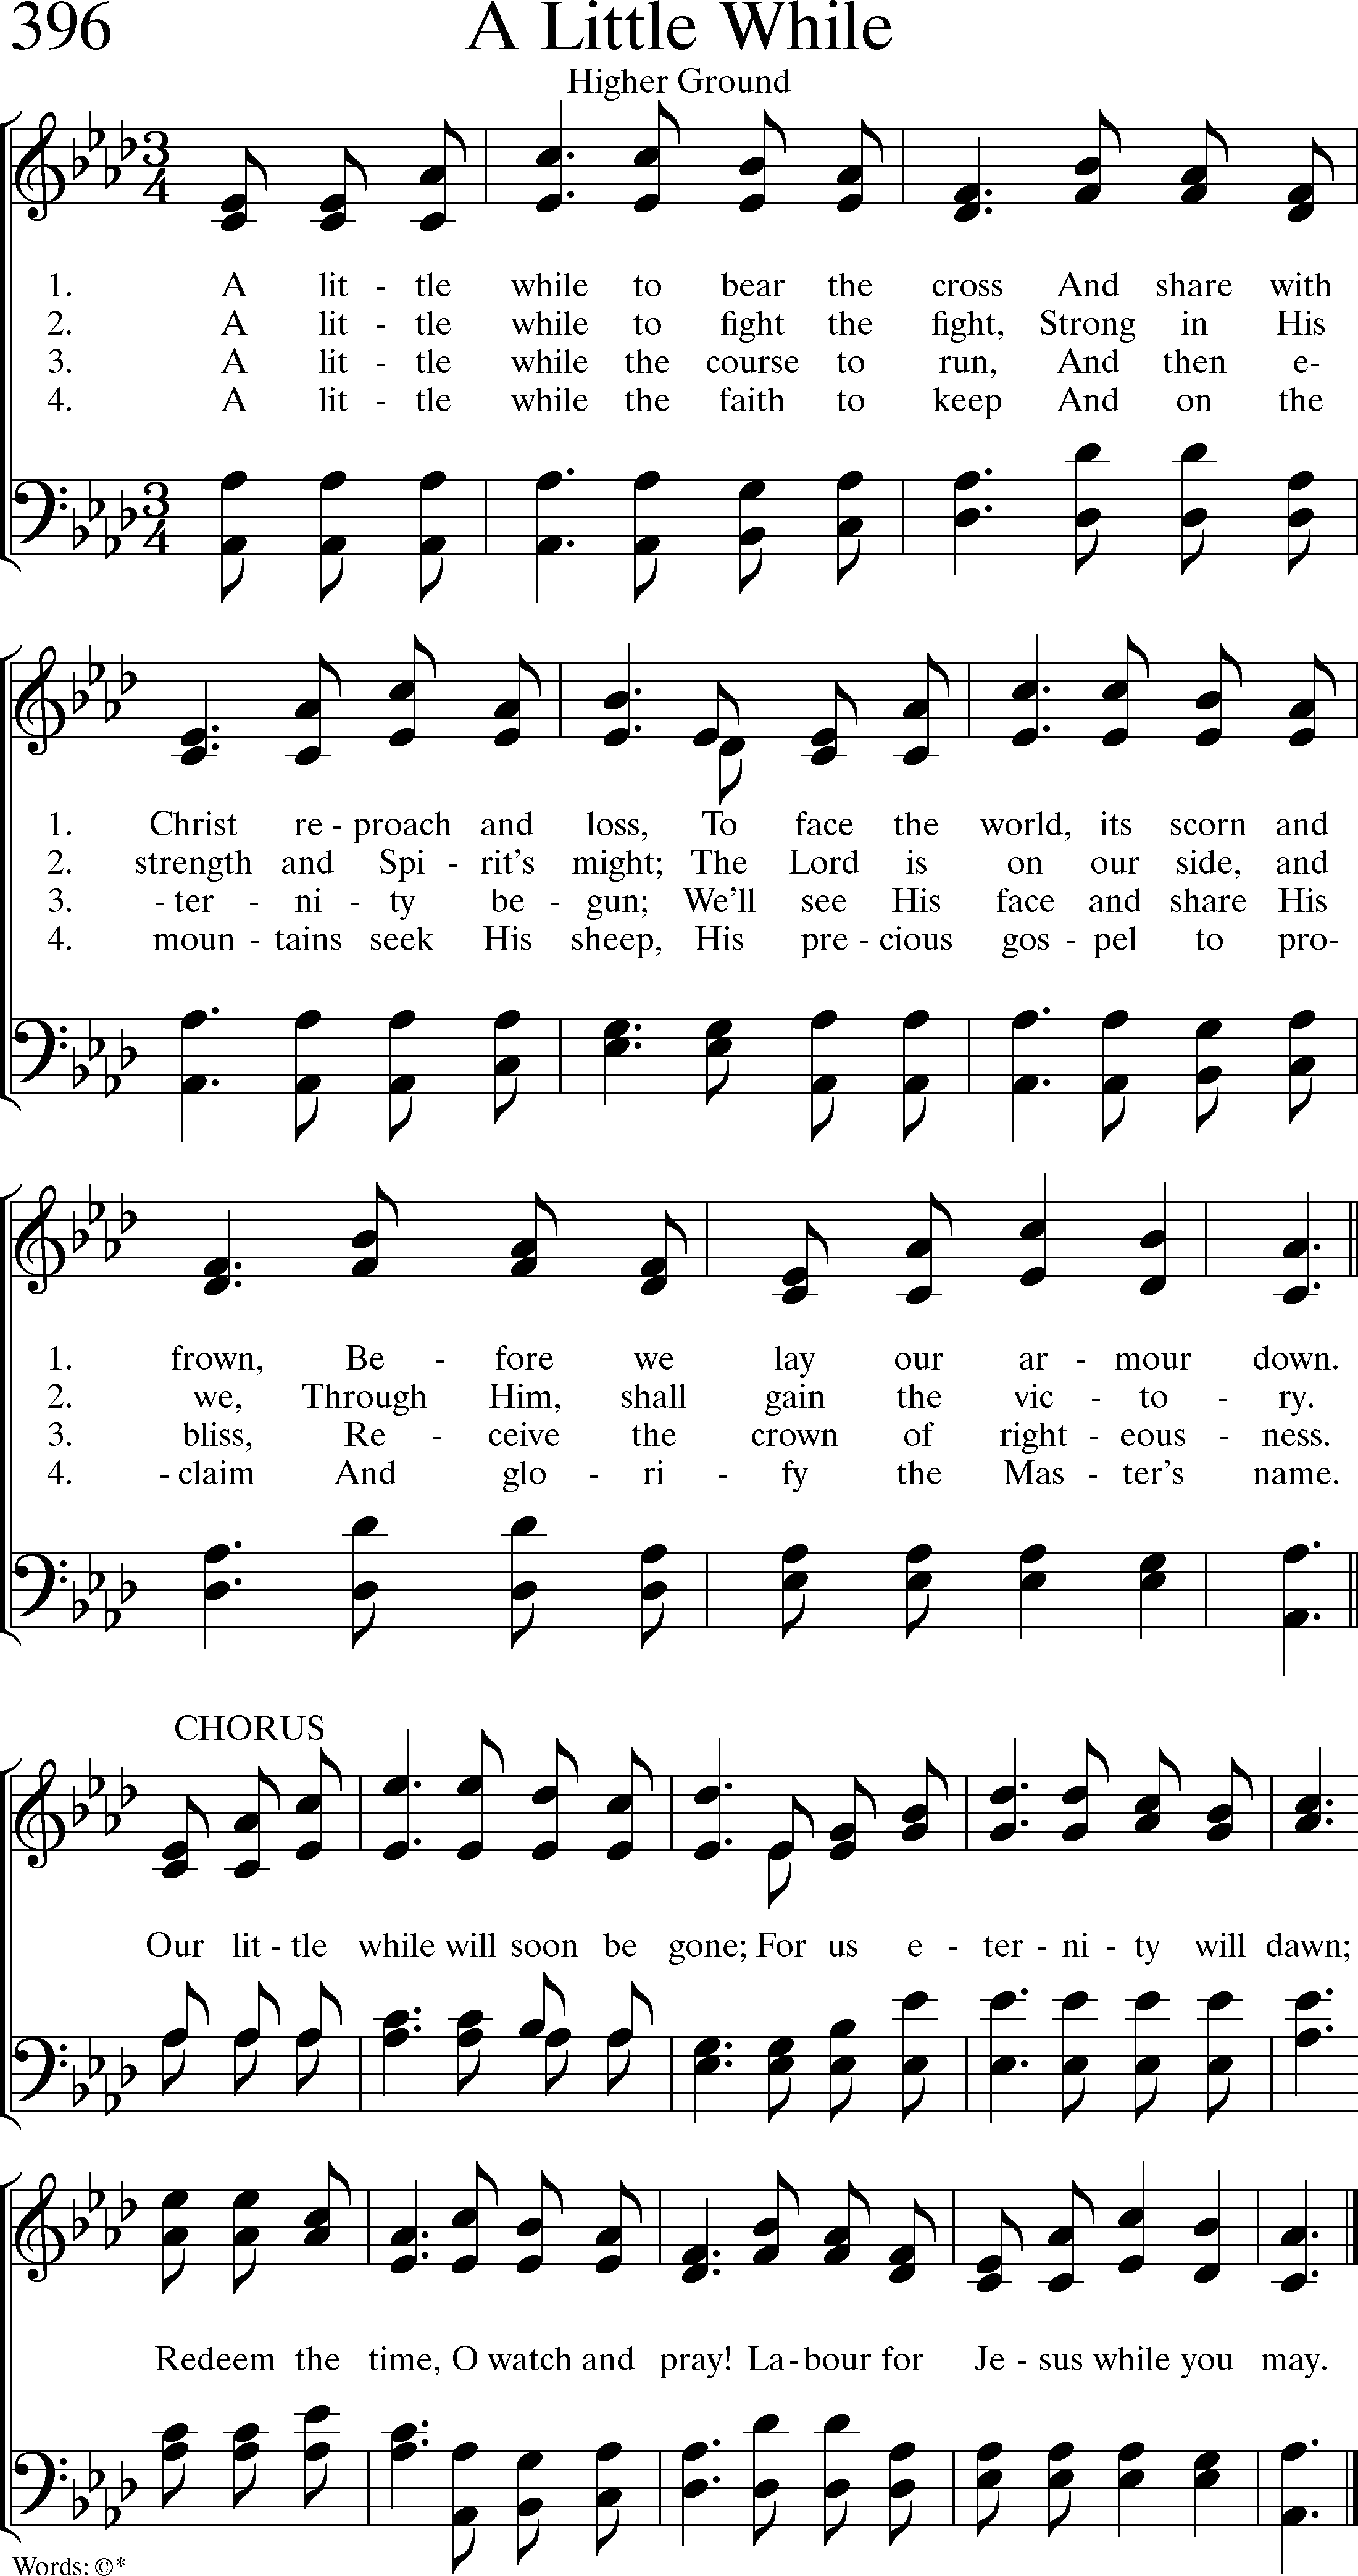 396 A Little While
Higher Ground
3 4
1. A lit - tle while to bear the cross And share with
2. A lit - tle while to fight the fight, Strong in His
3. A lit - tle while the course to run, And then e-
4. A lit - tle while the faith to keep And on the
3 4
1. Christ re - proach and loss, To face the world, its scorn and
2. strength and Spi - rit's might; The Lord is on our side, and
3. - ter - ni - ty be - gun; We'll see His face and share His
4. moun - tains seek His sheep, His pre - cious gos - pel to pro-
1. frown, Be - fore we lay our ar - mour down.
2. we, Through Him, shall gain the vic - to - ry.
3. bliss, Re - ceive the crown of right - eous - ness.
4. - claim And glo - ri - fy the Mas - ter's name.
CHORUS
Our lit - tle while will soon be gone; For us e - ter - ni - ty will dawn;
Redeem the time, O watch and pray! La - bour for Je - sus while you may.
Words: ©*